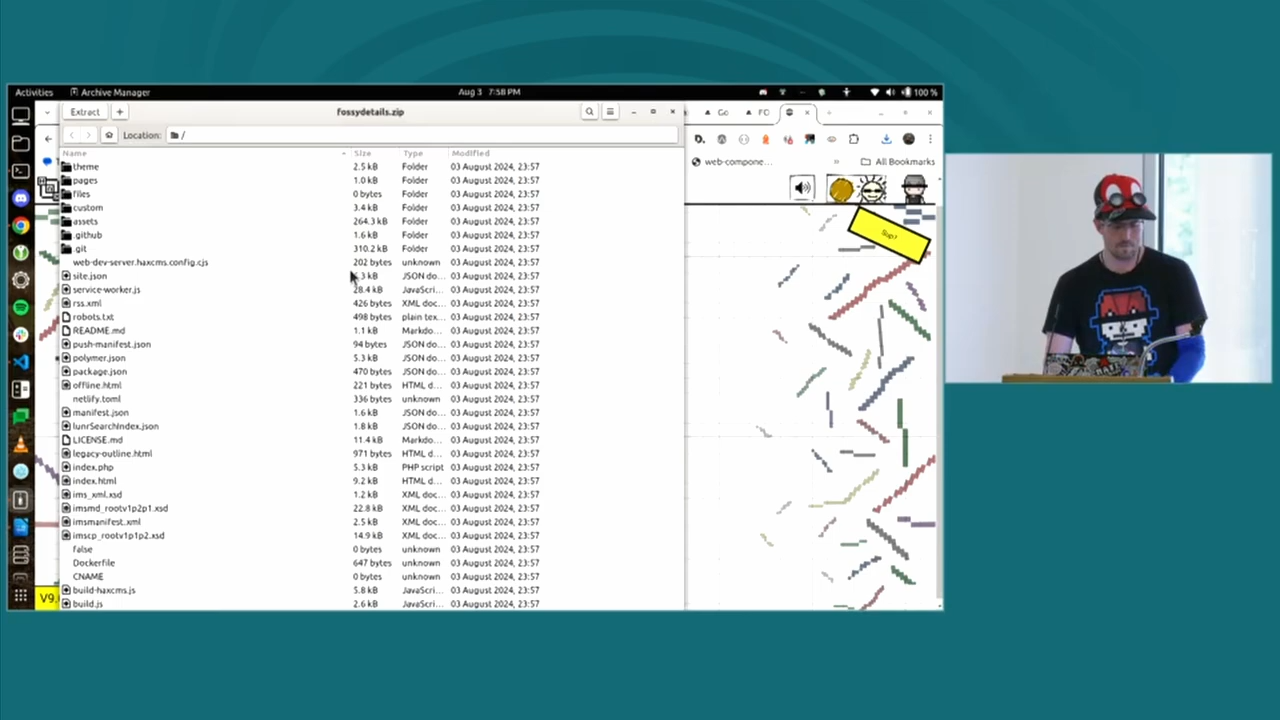 Activities Archive Manager Aug 3 7:58 PM 100 %
Extract + fossydetails.zip
Location: /
Name Size Type Modified
theme 2.5 kB Folder 03 August 2024, 23:57
pages 1.0 kB Folder 03 August 2024, 23:57
files 0 bytes Folder 03 August 2024, 23:57
custom 3.4 kB Folder 03 August 2024, 23:57
assets 264.3 kB Folder 03 August 2024, 23:57
.github 1.6 kB Folder 03 August 2024, 23:57
.git 310.2 kB Folder 03 August 2024, 23:57
web-dev-server.haxcms.config.cjs 202 bytes unknown 03 August 2024, 23:57
site.json .3 kB JSON do... 03 August 2024, 23:57
service-worker.js 28.4 kB JavaScri... 03 August 2024, 23:57
rss.xml 426 bytes XML doc... 03 August 2024, 23:57
robots.txt 498 bytes plain tex... 03 August 2024, 23:57
README.md 1.1 kB Markdo... 03 August 2024, 23:57
push-manifest.json 94 bytes JSON do... 03 August 2024, 23:57
polymer.json 5.3 kB JSON do... 03 August 2024, 23:57
package.json 470 bytes JSON do... 03 August 2024, 23:57
offline.html 221 bytes HTML d... 03 August 2024, 23:57
netlify.toml 336 bytes unknown 03 August 2024, 23:57
manifest.json 1.6 kB JSON do... 03 August 2024, 23:57
lunrSearchIndex.json 1.8 kB JSON do... 03 August 2024, 23:57
LICENSE.md 11.4 kB Markdo... 03 August 2024, 23:57
legacy-outline.html 971 bytes HTML d... 03 August 2024, 23:57
index.php 5.3 kB PHP script 03 August 2024, 23:57
index.html 9.2 kB HTML d... 03 August 2024, 23:57
ims_xml.xsd 1.2 kB XML doc... 03 August 2024, 23:57
imsmd_rootv1p2p1.xsd 22.8 kB XML doc... 03 August 2024, 23:57
imsmanifest.xml 2.5 kB XML doc... 03 August 2024, 23:57
imscp_rootv1p1p2.xsd 14.9 kB XML doc... 03 August 2024, 23:57
false 0 bytes unknown 03 August 2024, 23:57
Dockerfile 647 bytes unknown 03 August 2024, 23:57
CNAME 0 bytes unknown 03 August 2024, 23:57
build-haxcms.js 5.8 kB JavaScri... 03 August 2024, 23:57
build.js 2.6 kB JavaScri... 03 August 2024, 23:57
Go FO
web-compone... » All Bookmarks
V9.